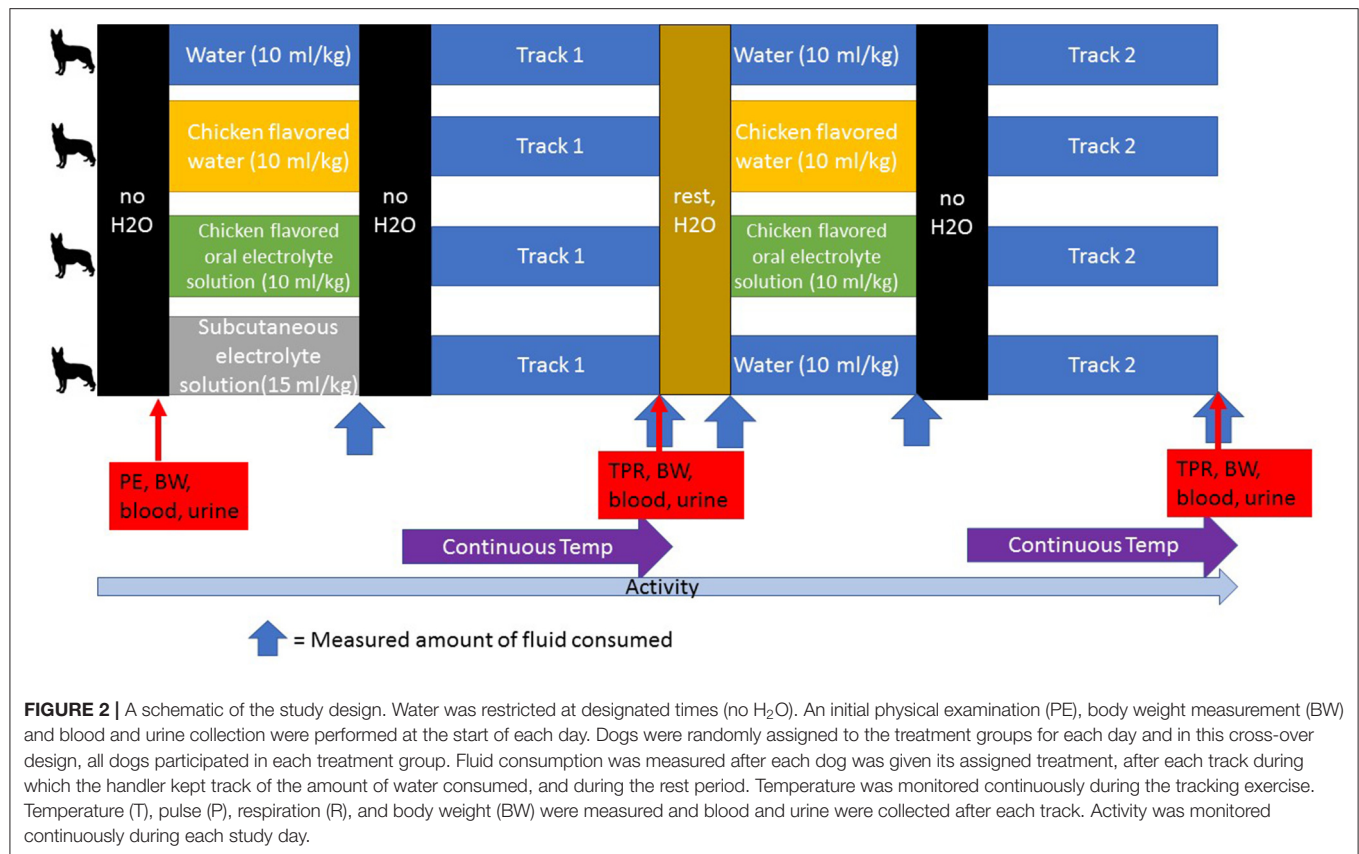 Water (10 ml/kg)
Track 1
Water (10 ml/kg)
Track 2
Chicken flavored
water (10 ml/kg)
Track 1
Chicken flavored
water (10 ml/kg)
Track 2
no
H2O
no
H2O
rest,
H2O
no
H2O
Chicken flavored
oral electrolyte
solution (10 ml/kg)
Track 1
Chicken flavored
oral electrolyte
solution (10 ml/kg)
Track 2
Subcutaneous
electrolyte
solution(15 ml/kg)
Track 1
Water (10 ml/kg)
Track 2
PE, BW,
blood, urine
TPR, BW,
blood, urine
TPR, BW,
blood, urine
Continuous Temp
Continuous Temp
Activity
= Measured amount of fluid consumed
FIGURE 2 | A schematic of the study design. Water was restricted at designated times (no H₂O). An initial physical examination (PE), body weight measurement (BW)
and blood and urine collection were performed at the start of each day. Dogs were randomly assigned to the treatment groups for each day and in this cross-over
design, all dogs participated in each treatment group. Fluid consumption was measured after each dog was given its assigned treatment, after each track during
which the handler kept track of the amount of water consumed, and during the rest period. Temperature was monitored continuously during the tracking exercise.
Temperature (T), pulse (P), respiration (R), and body weight (BW) were measured and blood and urine were collected after each track. Activity was monitored
continuously during each study day.